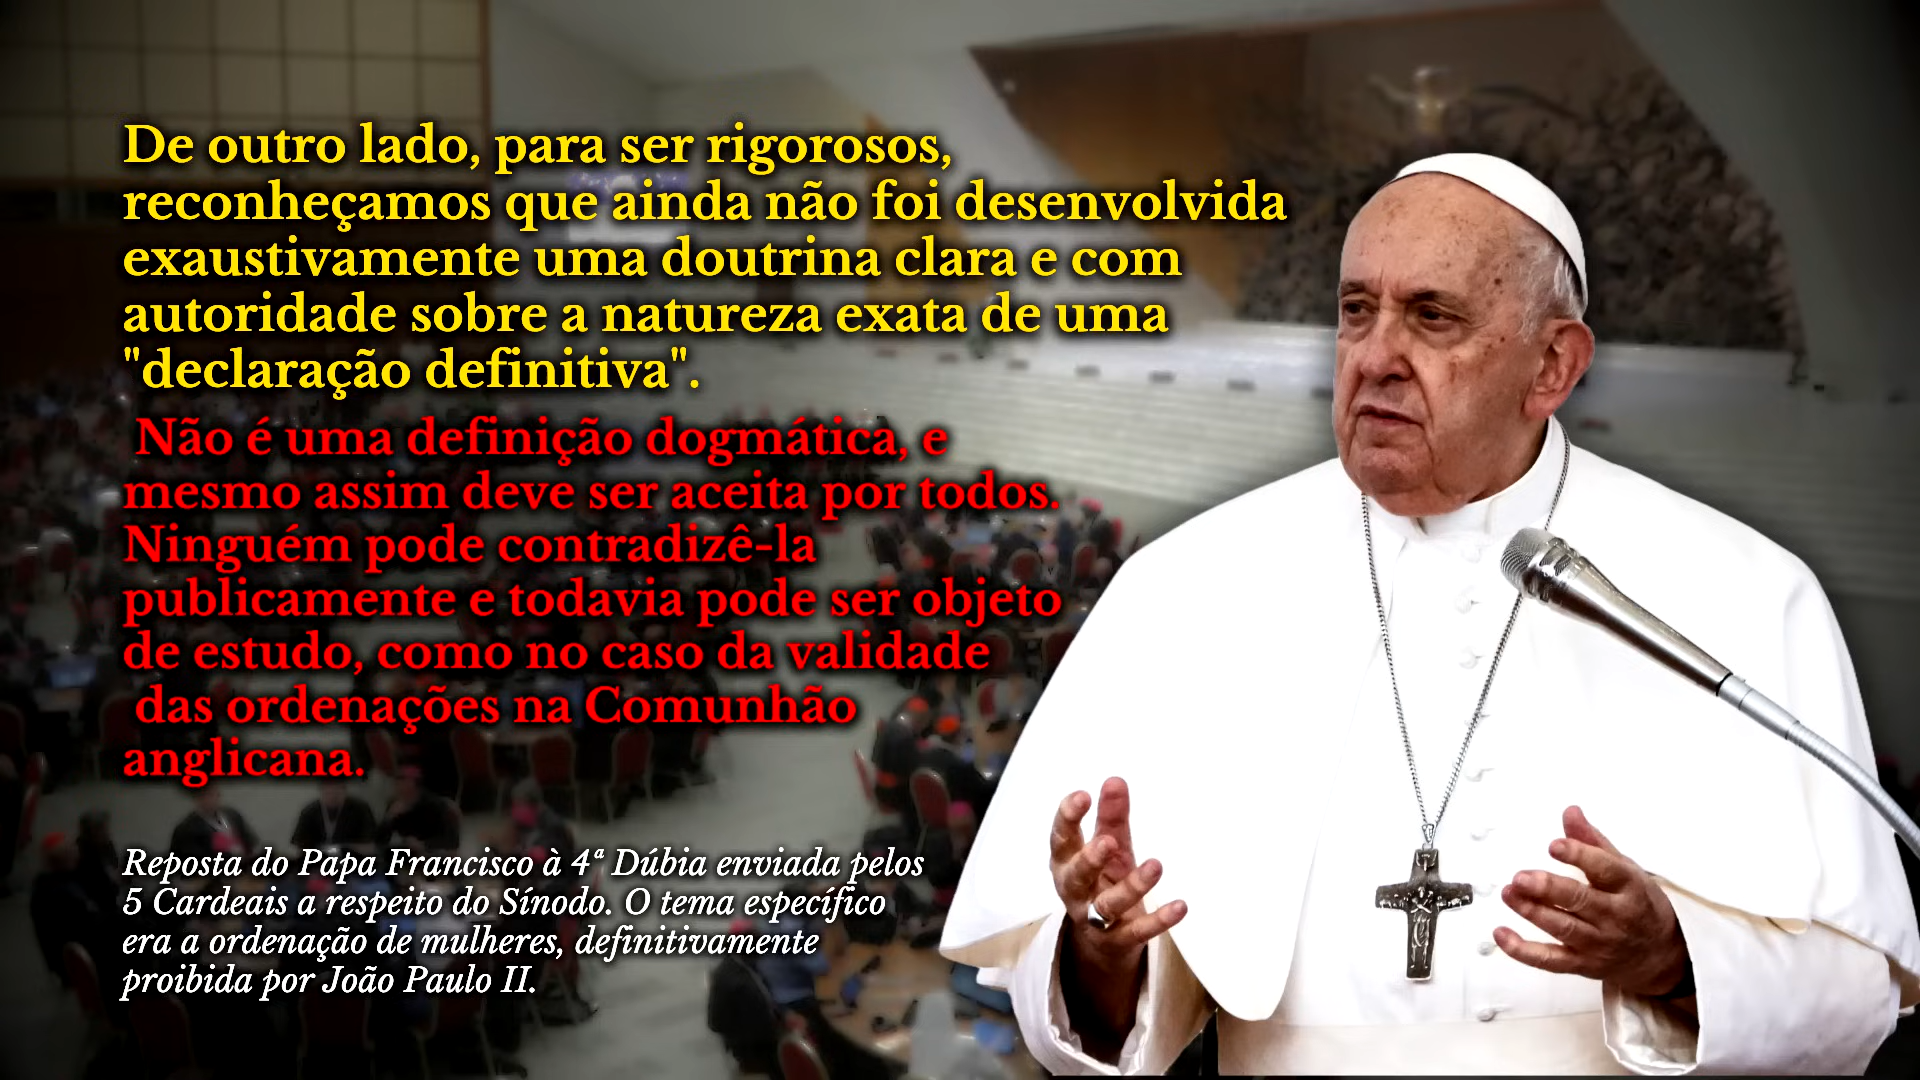 De outro lado, para ser rigorosos,
reconheçamos que ainda não foi desenvolvida
exaustivamente uma doutrina clara e com
autoridade sobre a natureza exata de uma
"declaração definitiva".
Não é uma definição dogmática, e
mesmo assim deve ser aceita por todos.
Ninguém pode contradizê-la
publicamente e todavia pode ser objeto
de estudo, como no caso da validade
das ordenações na Comunhão
anglicana.
Reposta do Papa Francisco à 4ª Dúbia enviada pelos
5 Cardeais a respeito do Sínodo. O tema específico
era a ordenação de mulheres, definitivamente
proibida por João Paulo II.